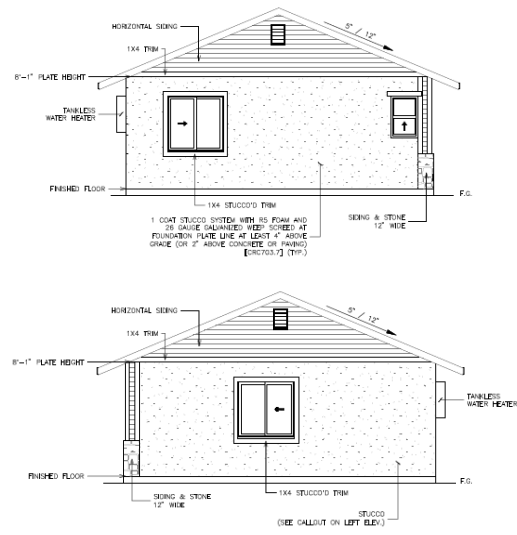 HORIZONTAL SIDING
5" / 12"
1X4 TRIM
8'-1" PLATE HEIGHT
TANKLESS
WATER HEATER
FINISHED FLOOR
F.G.
1X4 STUCCO'D TRIM
1 COAT STUCCO SYSTEM WITH RS FOAM AND
26 GAUGE GALVANIZED WEEP SCREED AT
FOUNDATION PLATE LINE AT LEAST 4" ABOVE
GRADE (OR 2" ABOVE CONCRETE OR PAVING)
[CRC703.7] (TYP.)
SIDING & STONE
12" WIDE
HORIZONTAL SIDING
5" / 12"
1X4 TRIM
8'-1" PLATE HEIGHT
TANKLESS
WATER HEATER
FINISHED FLOOR
F.G.
SIDING & STONE
12" WIDE
1X4 STUCCO'D TRIM
STUCCO
(SEE CALLOUT ON LEFT ELEV.)